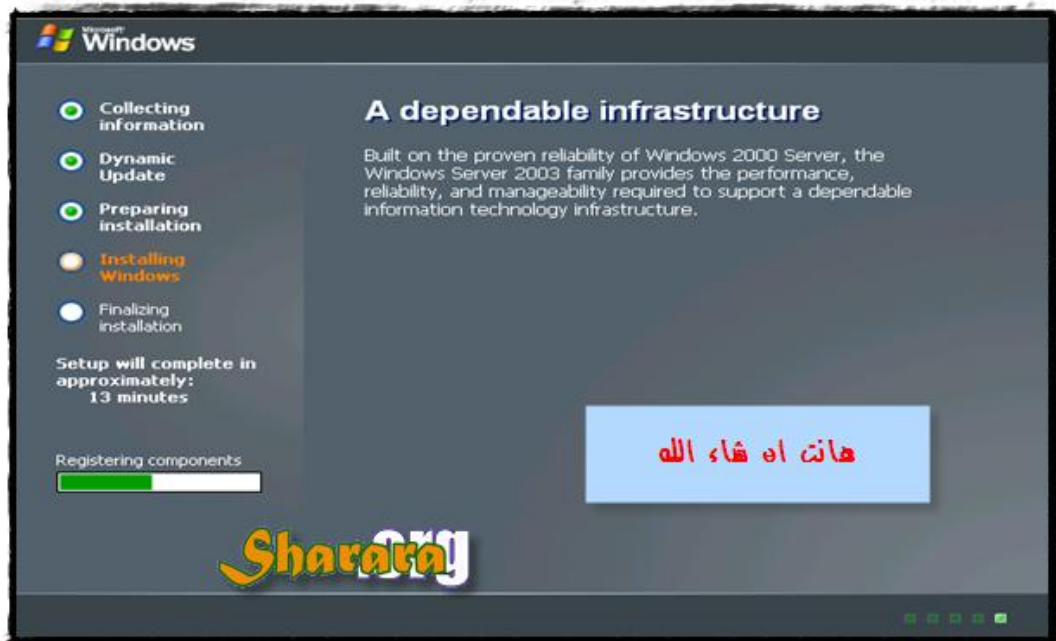 Microsoft
Windows
Collecting
information
Dynamic
Update
Preparing
installation
Installing
Windows
Finalizing
installation
Setup will complete in
approximately:
13 minutes
Registering components
A dependable infrastructure
Built on the proven reliability of Windows 2000 Server, the
Windows Server 2003 family provides the performance,
reliability, and manageability required to support a dependable
information technology infrastructure.
هانت ان شاء الله
Sharara.org